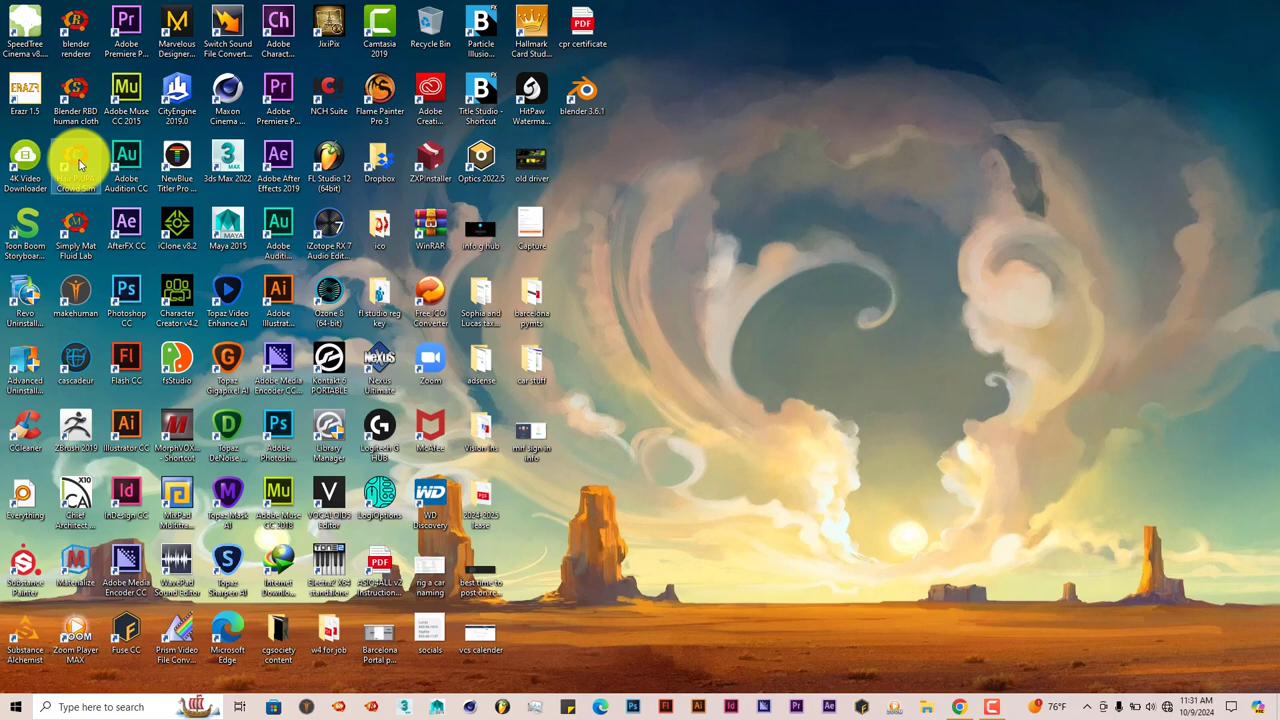 SpeedTree
Cinema v8....
blender
renderer
Adobe
Premiere P...
Marvelous
Designer...
Switch Sound
File Convert...
Adobe
Charact...
JixiPix
Camtasia
2019
Recycle Bin
Particle
Illusio...
Hallmark
Card Stud...
cpr certificate
Erazr 1.5
Blender RBD
human cloth
Adobe Muse
CC 2015
CityEngine
2019.0
Maxon
Cinema ...
Adobe
Premiere P...
NCH Suite
Flame Painter
Pro 3
Adobe
Creati...
Title Studio -
Shortcut
HitPaw
Waterma...
blender 3.6.1
4K Video
Downloader
Crowd Sim
Adobe
Audition CC
NewBlue
Titler Pro ...
3ds Max 2022
Adobe After
Effects 2019
FL Studio 12
(64bit)
Dropbox
ZXPInstaller
Optics 2022.5
old driver
Toon Boom
Storyboar...
Simply Mat
Fluid Lab
AfterFX CC
iClone v8.2
Maya 2015
Adobe
Auditi...
iZotope RX 7
Audio Edit...
ico
WinRAR
info g hub
Capture
Revo
Uninstall...
makehuman
Photoshop
CC
Character
Creator v4.2
Topaz Video
Enhance AI
Adobe
Illustrat...
Ozone 8
(64-bit)
fl studio reg
key
Free ICO
Converter
Sophia and
Lucas tax...
barcelona
pymts
Advanced
Uninstall...
cascadeur
Flash CC
fsStudio
Topaz
Gigapixel AI
Adobe Media
Encoder CC...
Kontakt 6
PORTABLE
Nexus
Ultimate
Zoom
adsense
car stuff
CCleaner
ZBrush 2019
Illustrator CC
MorphVOX...
- Shortcut
Topaz
DeNoise ...
Adobe
Photosh...
Library
Manager
Logitech G
HUB
McAfee
Vision ins
mif sign in
info
Everything
Chief
Architect ...
InDesign CC
MixPad
Multitra...
Topaz Mask
AI
Adobe Muse
CC 2018
VOCALOID5
Editor
LogiOptions
WD
Discovery
2024-2025
lease
Substance
Painter
Materialize
Adobe Media
Encoder CC
WavePad
Sound Editor
Topaz
Sharpen AI
Internet
Downlo...
Electra2 X64
standalone
ASIO4ALL v2
Instruction...
rig a car
naming
best time to
post on re...
Substance
Alchemist
Zoom Player
MAX
Fuse CC
Prism Video
File Conv...
Microsoft
Edge
cgsociety
content
w4 for job
Barcelona
Portal p...
socials
vcs calender
Type here to search
76°F
11:31 AM
10/9/2024